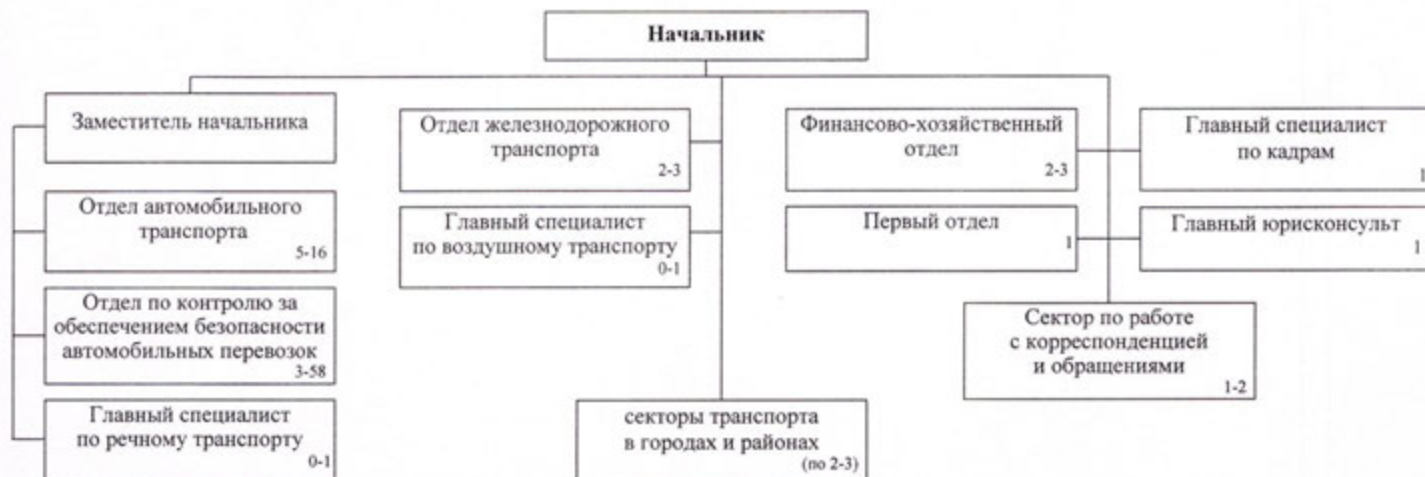 Начальник
Заместитель начальника
Отдел автомобильного
транспорта
5-16
Отдел по контролю за
обеспечением безопасности
автомобильных перевозок
3-58
Главный специалист
по речному транспорту
0-1
Отдел железнодорожного
транспорта
2-3
Главный специалист
по воздушному транспорту
0-1
секторы транспорта
в городах и районах
(по 2-3)
Финансово-хозяйственный
отдел
2-3
Первый отдел
1
Главный специалист
по кадрам
1
Главный юрисконсульт
1
Сектор по работе
с корреспонденцией
и обращениями
1-2